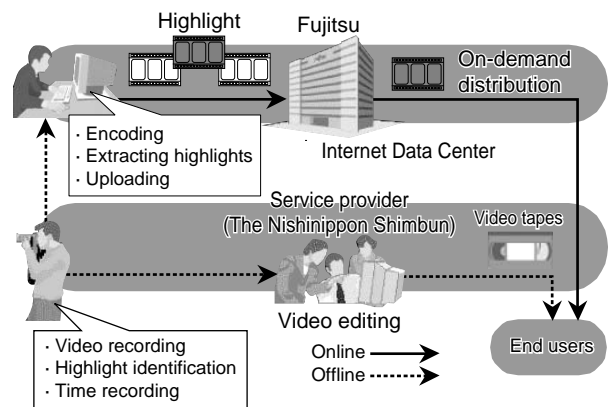 Highlight
Fujitsu
On-demand
distribution
· Encoding
· Extracting highlights
· Uploading
Internet Data Center
Service provider
(The Nishinippon Shimbun)
Video tapes
Video editing
· Video recording
· Highlight identification
· Time recording
Online
Offline
End users